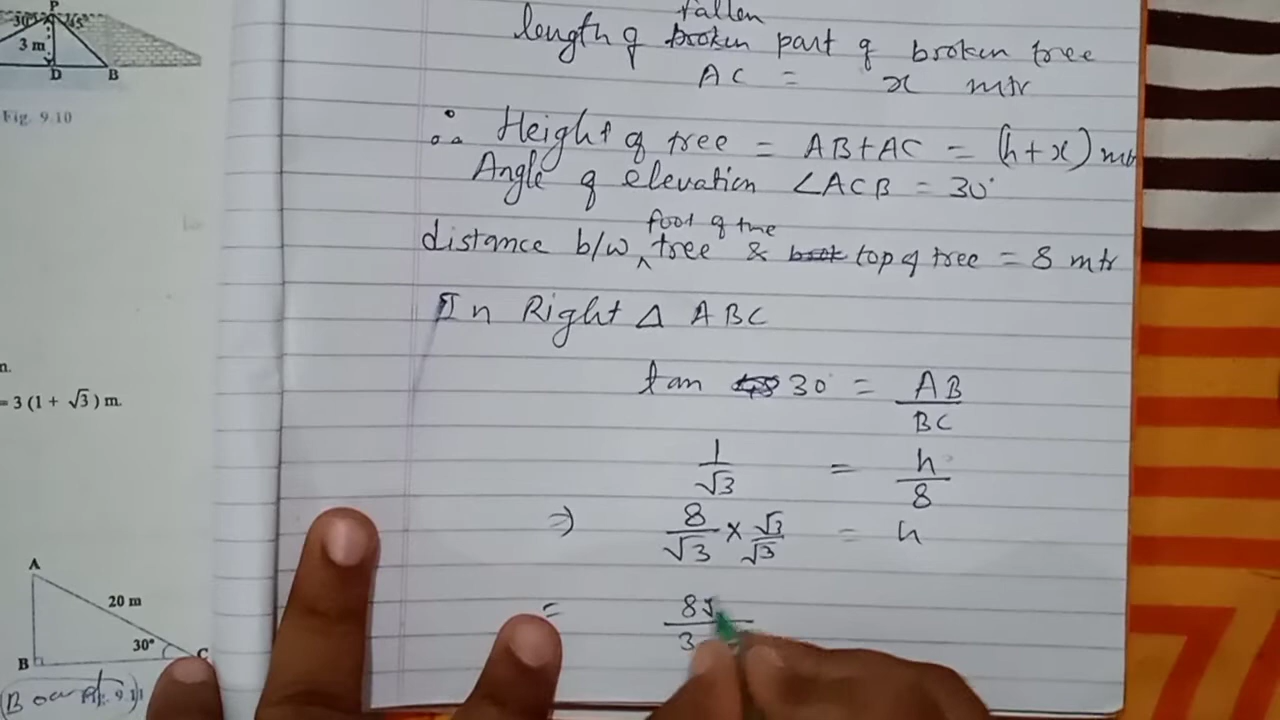 P
30° 45°
3 m
D B
Fig. 9.10
n.
= 3 (1 + √3) m.
A
20 m
30°
B C
fallen
length of broken part of broken tree
AC = x mtr
∴ Height of tree = AB+AC = (h+x) mtr
Angle of elevation ∠ACB = 30°
foot of the
distance b/w ^ tree & top of tree = 8 mtr
In Right Δ ABC
tan 30° = AB/BC
1/√3 = h/8
⇒ 8/√3 × √3/√3 = h
= 8√/3